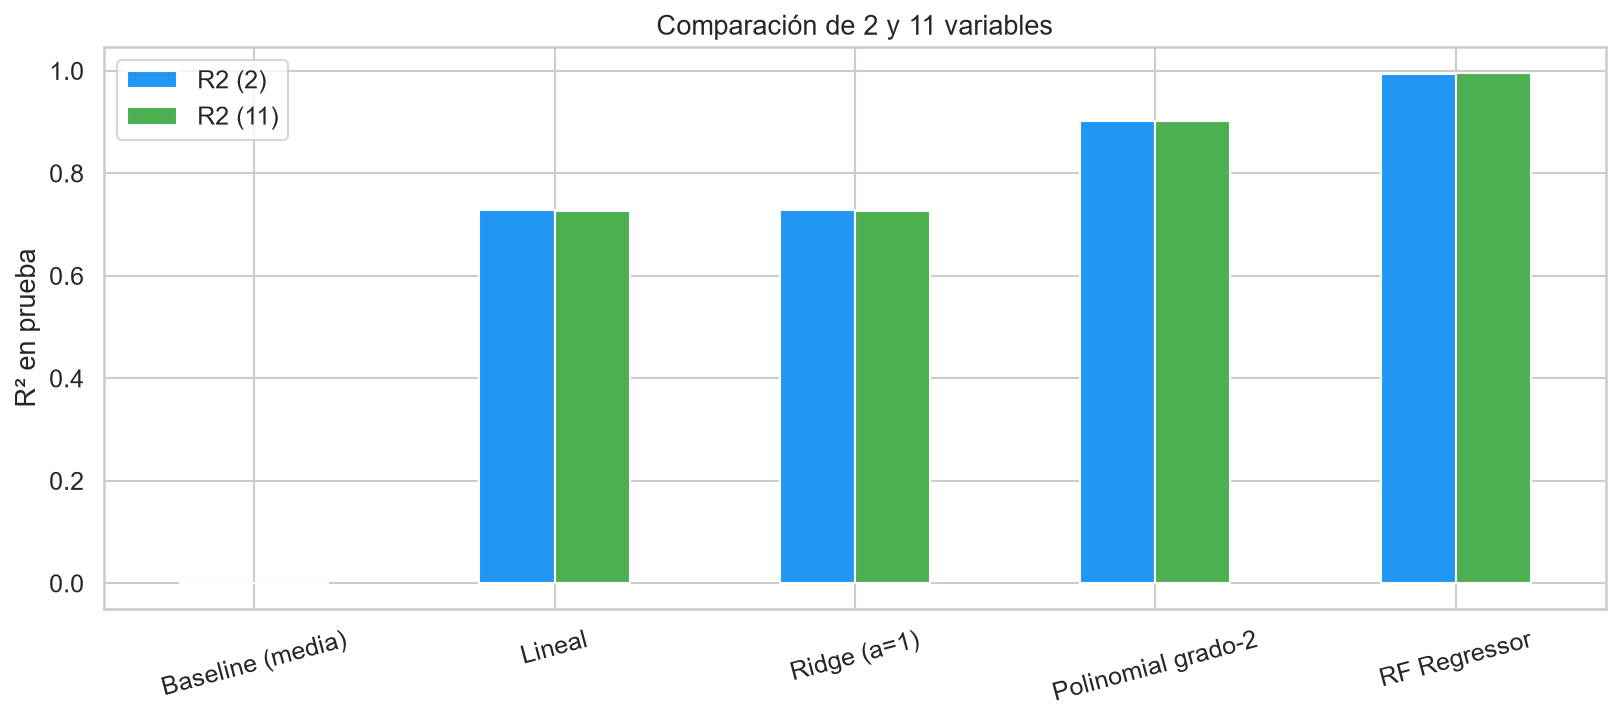 Comparación de 2 y 11 variables
R2 (2)
R2 (11)
R² en prueba
1.0
0.8
0.6
0.4
0.2
0.0
Baseline (media)
Lineal
Ridge (a=1)
Polinomial grado-2
RF Regressor